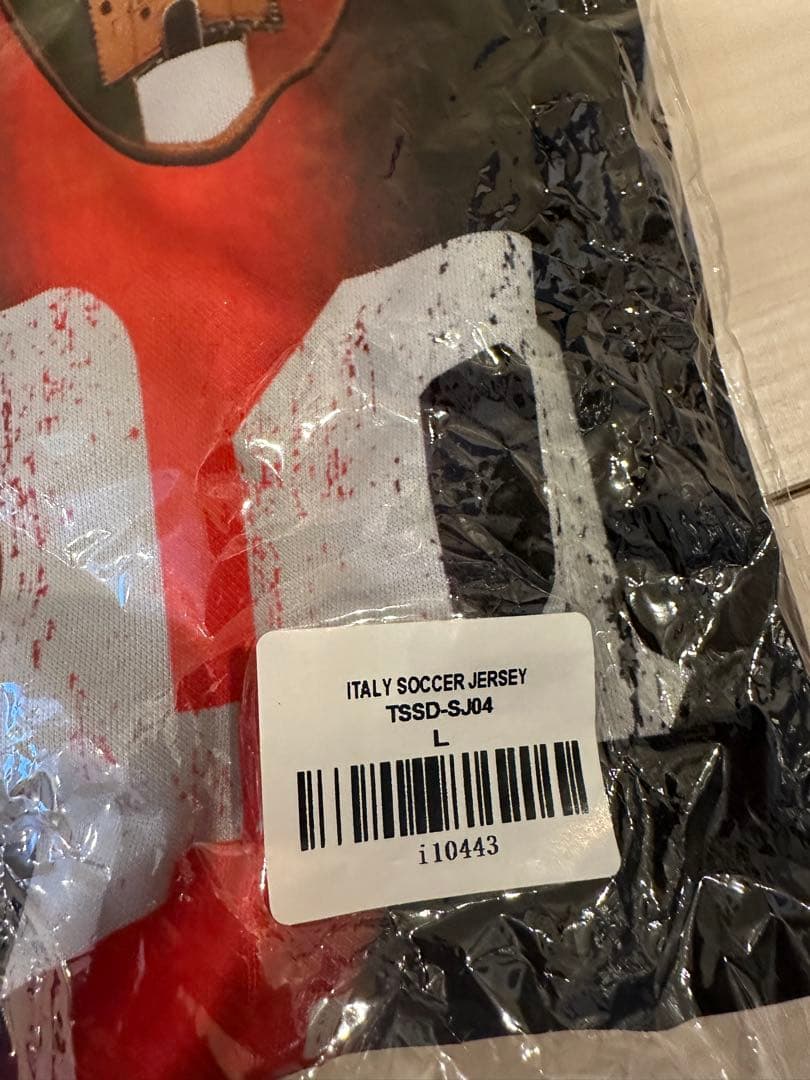 ITALY SOCCER JERSEY
TSSD-SJ04
L
i10443